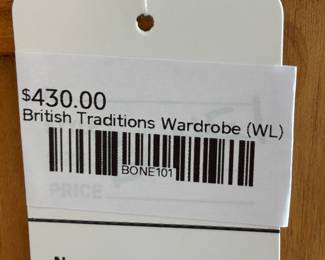 $430.00
British Traditions Wardrobe (WL)
BONE101
PRICE